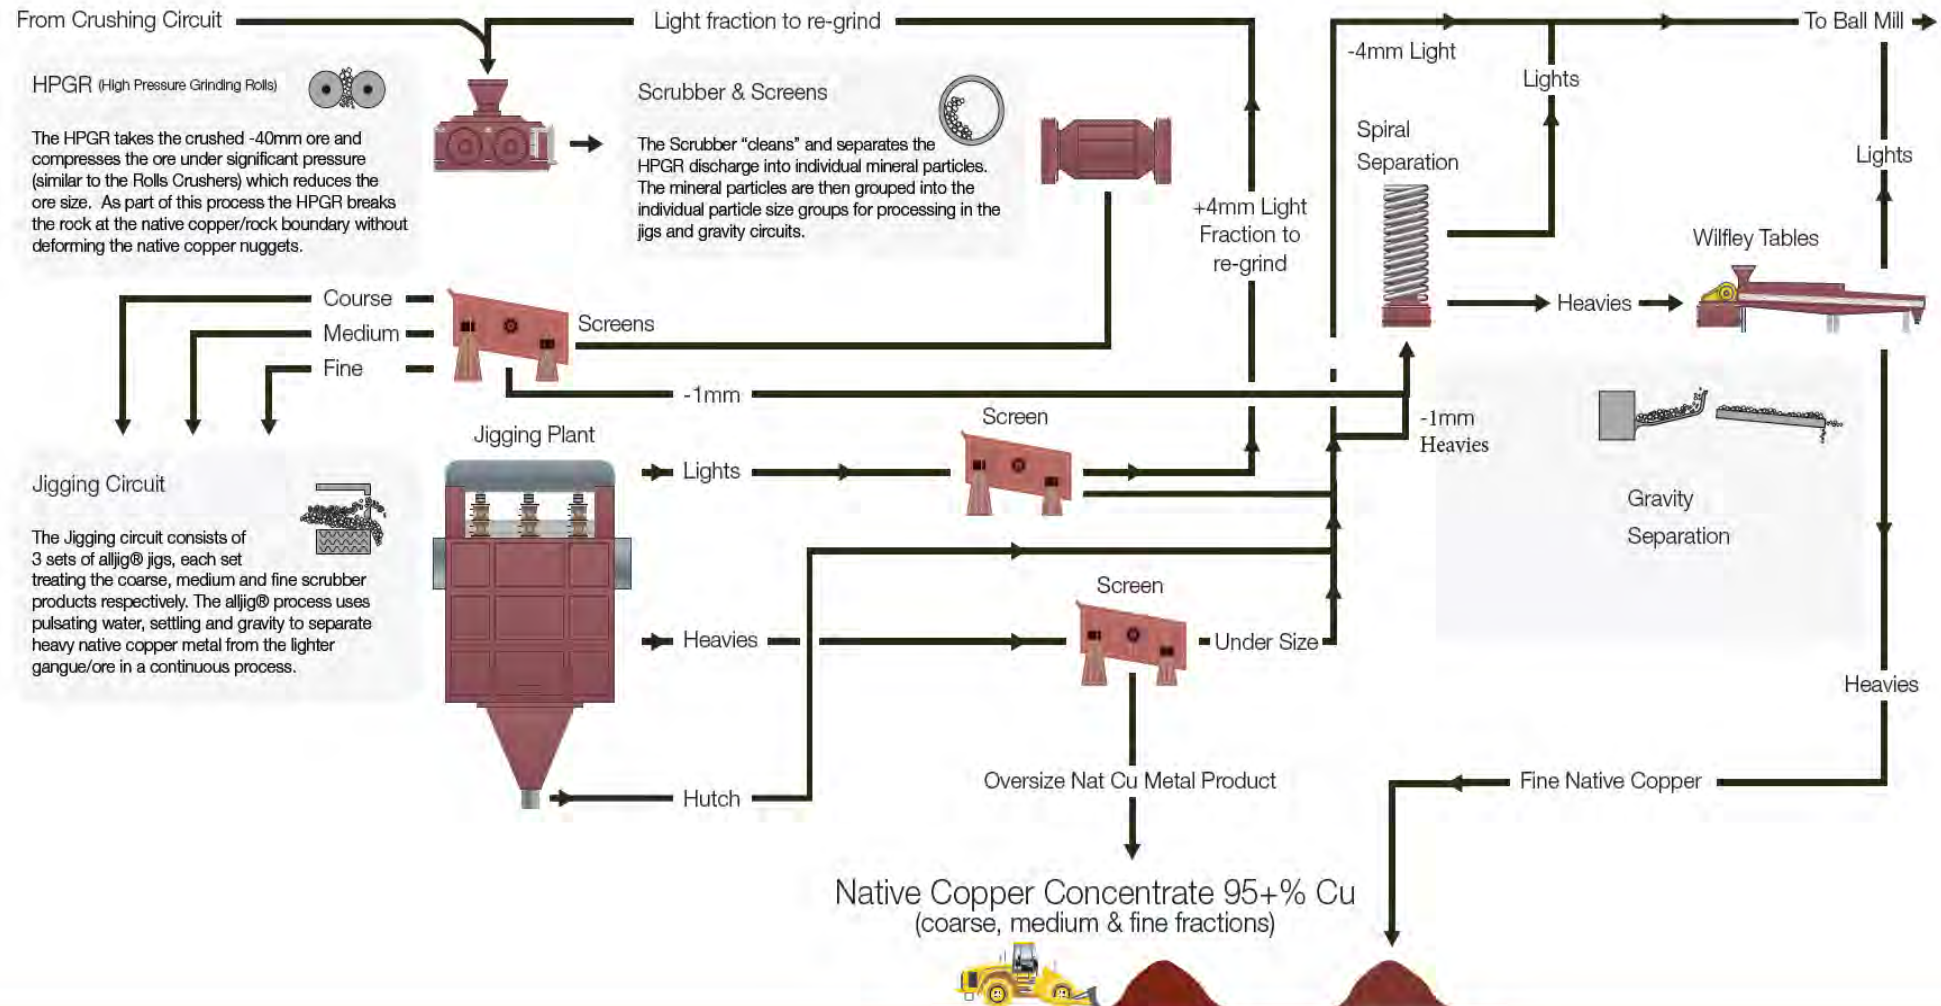 From Crushing Circuit
Light fraction to re-grind
To Ball Mill
-4mm Light
Lights
HPGR (High Pressure Grinding Rolls)
The HPGR takes the crushed -40mm ore and
compresses the ore under significant pressure
(similar to the Rolls Crushers) which reduces the
ore size. As part of this process the HPGR breaks
the rock at the native copper/rock boundary without
deforming the native copper nuggets.
Scrubber & Screens
The Scrubber “cleans” and separates the
HPGR discharge into individual mineral particles.
The mineral particles are then grouped into the
individual particle size groups for processing in the
jigs and gravity circuits.
+4mm Light
Fraction to
re-grind
Spiral
Separation
Lights
Wilfley Tables
Heavies
Course
Medium
Fine
Screens
-1mm
Screen
-1mm
Heavies
Jigging Plant
Lights
Jigging Circuit
The Jigging circuit consists of
3 sets of alljig® jigs, each set
treating the coarse, medium and fine scrubber
products respectively. The alljig® process uses
pulsating water, settling and gravity to separate
heavy native copper metal from the lighter
gangue/ore in a continuous process.
Gravity
Separation
Screen
Heavies
Under Size
Heavies
Hutch
Oversize Nat Cu Metal Product
Fine Native Copper
Native Copper Concentrate 95+% Cu
(coarse, medium & fine fractions)